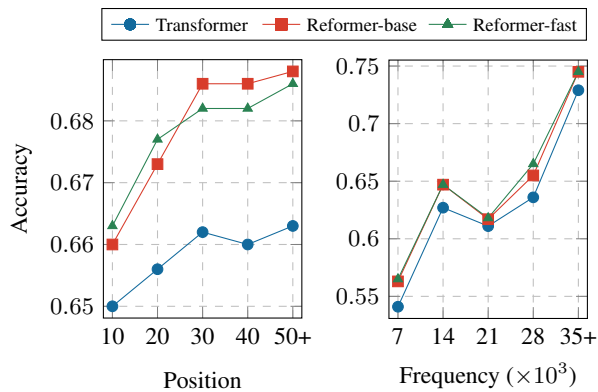 Transformer Reformer-base Reformer-fast
Accuracy
0.68
0.67
0.66
0.65
10 20 30 40 50+
Position
0.75
0.7
0.65
0.6
0.55
7 14 21 28 35+
Frequency (×10³)